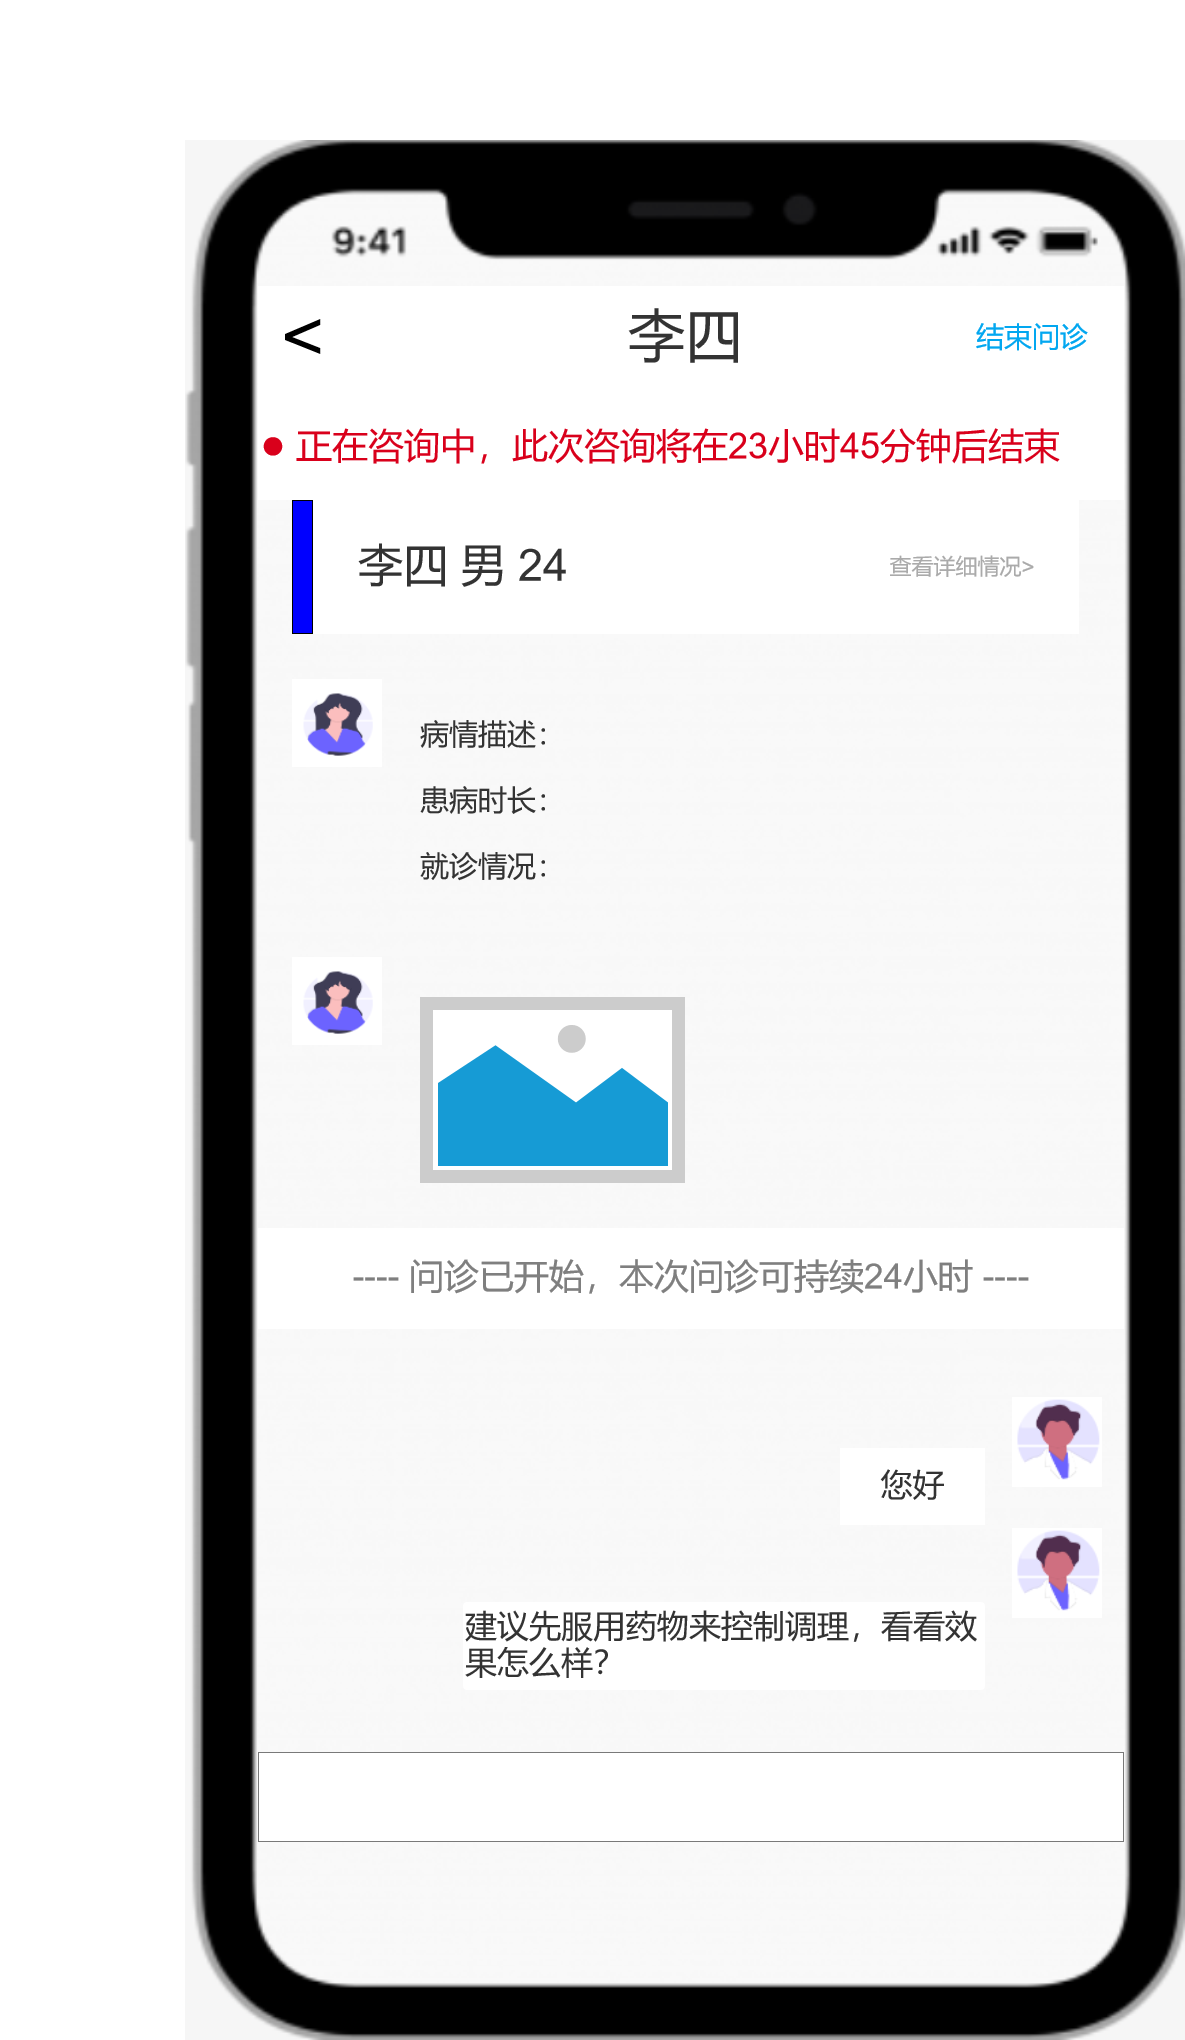 9:41
< 李四 结束问诊
正在咨询中，此次咨询将在23小时45分钟后结束
李四 男 24 查看详细情况>
病情描述：
患病时长：
就诊情况：
---- 问诊已开始，本次问诊可持续24小时 ----
您好
建议先服用药物来控制调理，看看效
果怎么样？